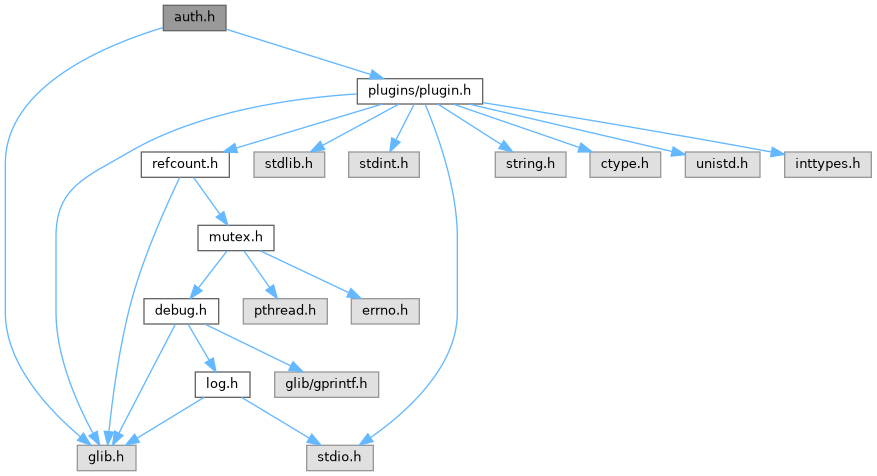 auth.h
plugins/plugin.h
refcount.h
stdlib.h
stdint.h
string.h
ctype.h
unistd.h
inttypes.h
mutex.h
debug.h
pthread.h
errno.h
log.h
glib/gprintf.h
glib.h
stdio.h